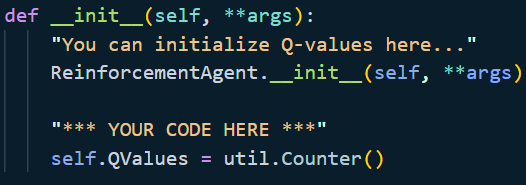 def __init__(self, **args):
"You can initialize Q-values here..."
ReinforcementAgent.__init__(self, **args)
"*** YOUR CODE HERE ***"
self.QValues = util.Counter()